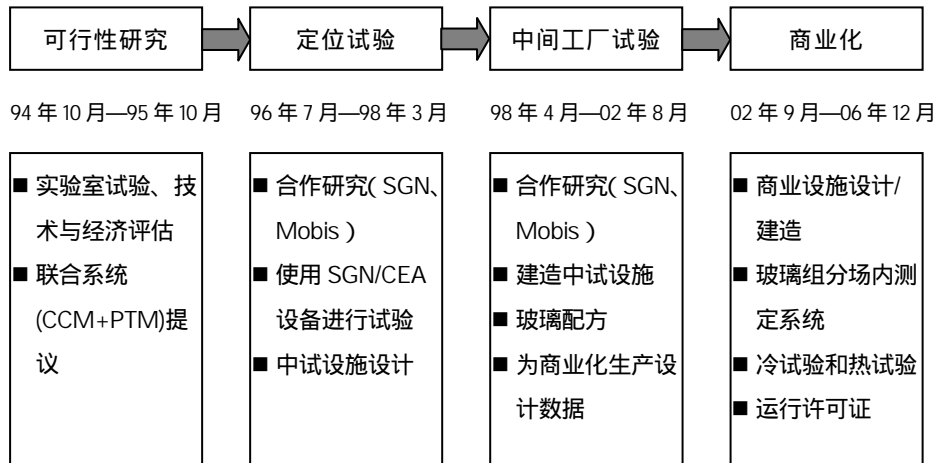 可行性研究
定位试验
中间工厂试验
商业化
94 年 10 月—95 年 10 月
96 年 7 月—98 年 3 月
98 年 4 月—02 年 8 月
02 年 9 月—06 年 12 月
■ 实验室试验、技
术与经济评估
■ 联合系统
(CCM+PTM)提
议
■ 合作研究( SGN、
Mobis )
■ 使用 SGN/CEA
设备进行试验
■ 中试设施设计
■ 合作研究( SGN、
Mobis )
■ 建造中试设施
■ 玻璃配方
■ 为商业化生产设
计数据
■ 商业设施设计/
建造
■ 玻璃组分场内测
定系统
■ 冷试验和热试验
■ 运行许可证